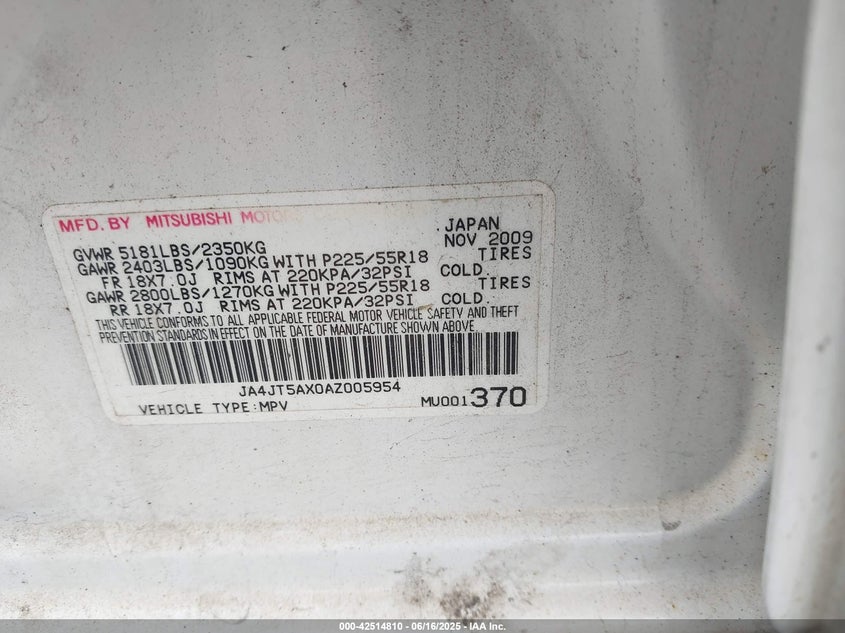 MFD. BY MITSUBISHI MOTORS CORPORATION JAPAN
NOV 2009
GVWR 5181LBS/2350KG
GAWR 2403LBS/1090KG WITH P225/55R18 TIRES
FR 18X7.0J RIMS AT 220KPA/32PSI COLD.
GAWR 2800LBS/1270KG WITH P225/55R18 TIRES
RR 18X7.0J RIMS AT 220KPA/32PSI COLD.
THIS VEHICLE CONFORMS TO ALL APPLICABLE FEDERAL MOTOR VEHICLE SAFETY AND THEFT
PREVENTION STANDARDS IN EFFECT ON THE DATE OF MANUFACTURE SHOWN ABOVE.
JA4JT5AX0AZ005954
VEHICLE TYPE:MPV MU001370
000-42514810 - 06/16/2025 - IAA Inc.